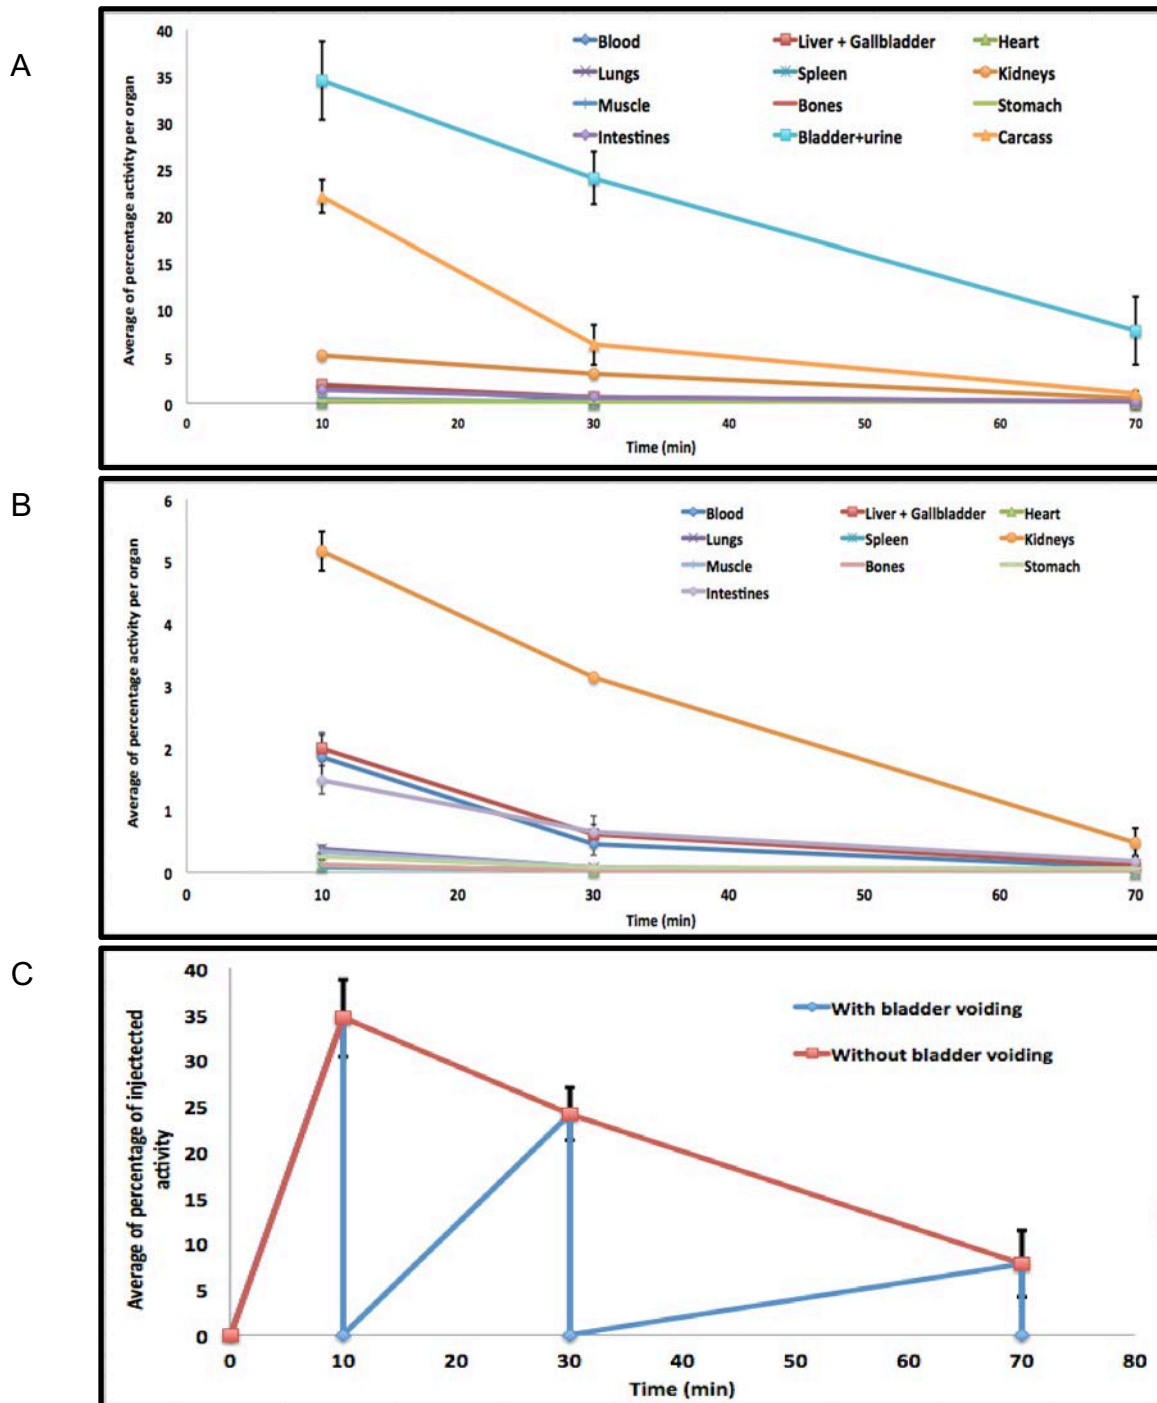 A
40
35
30
25
20
15
10
5
0
Average of percentage activity per organ
Blood Liver + Gallbladder Heart
Lungs Spleen Kidneys
Muscle Bones Stomach
Intestines Bladder+urine Carcass
0 10 20 30 40 50 60 70
Time (min)
B
6
5
4
3
2
1
0
Average of percentage activity per organ
Blood Liver + Gallbladder Heart
Lungs Spleen Kidneys
Muscle Bones Stomach
Intestines
0 10 20 30 40 50 60 70
Time (min)
C
40
35
30
25
20
15
10
5
0
Average of percentage of injectected
activity
With bladder voiding
Without bladder voiding
0 10 20 30 40 50 60 70 80
Time (min)